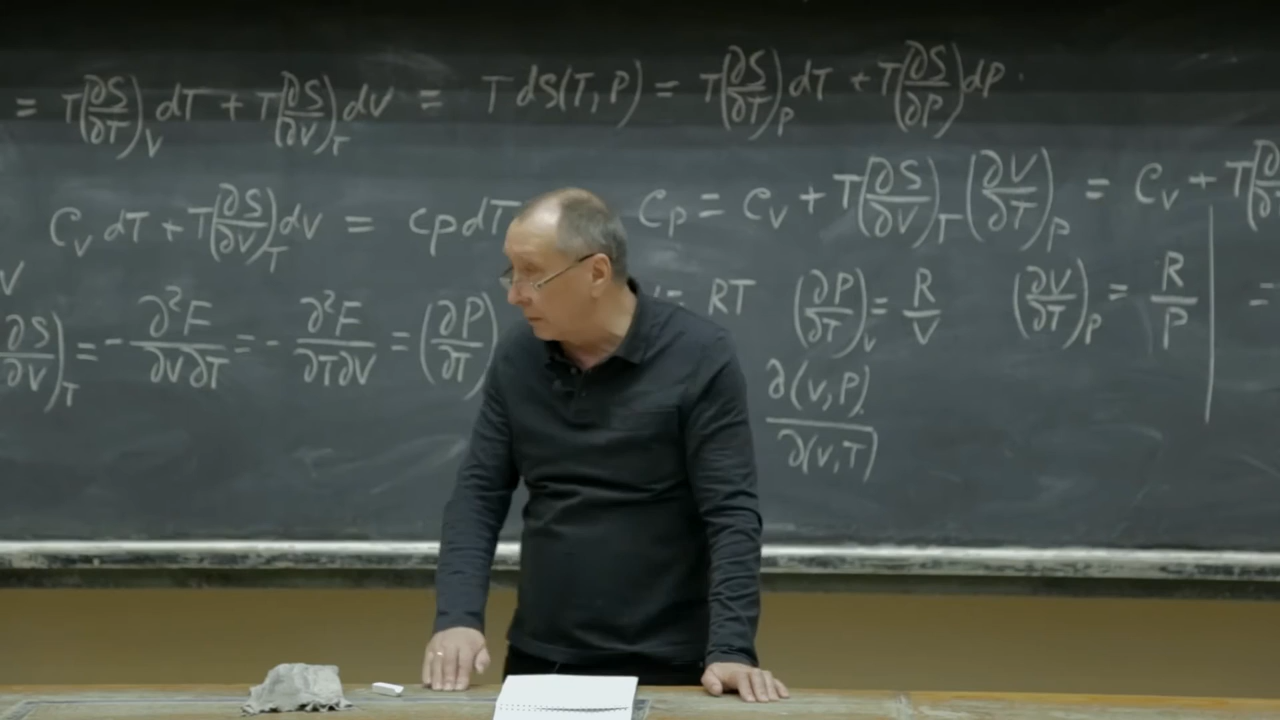 = T(∂S/∂T)_V dT + T(∂S/∂V)_T dV = T dS(T, P) = T(∂S/∂T)_P dT + T(∂S/∂P) dP.
C_V dT + T(∂S/∂V)_T dV = C_P dT C_P = C_V + T(∂S/∂V)_T (∂V/∂T)_P = C_V + T
V
(∂S/∂V)_T = - ∂²F/∂V∂T = - ∂²F/∂T∂V = (∂P/∂T) = RT (∂P/∂T)_V = R/V (∂V/∂T)_P = R/P =
∂(V, P)/∂(V, T)